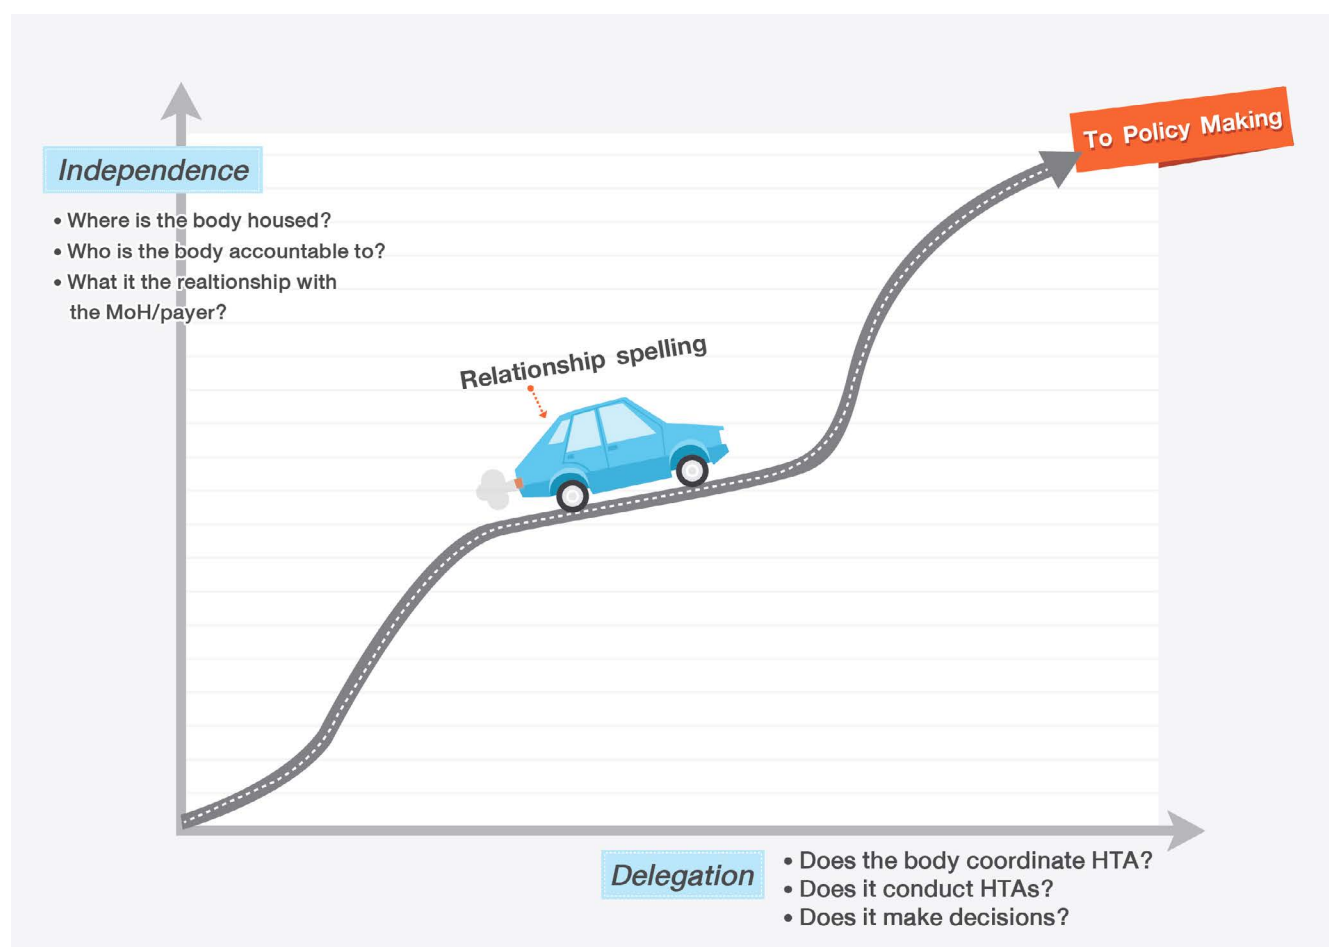 To Policy Making
Independence
• Where is the body housed?
• Who is the body accountable to?
• What it the realtionship with
the MoH/payer?
Relationship spelling
Delegation
• Does the body coordinate HTA?
• Does it conduct HTAs?
• Does it make decisions?